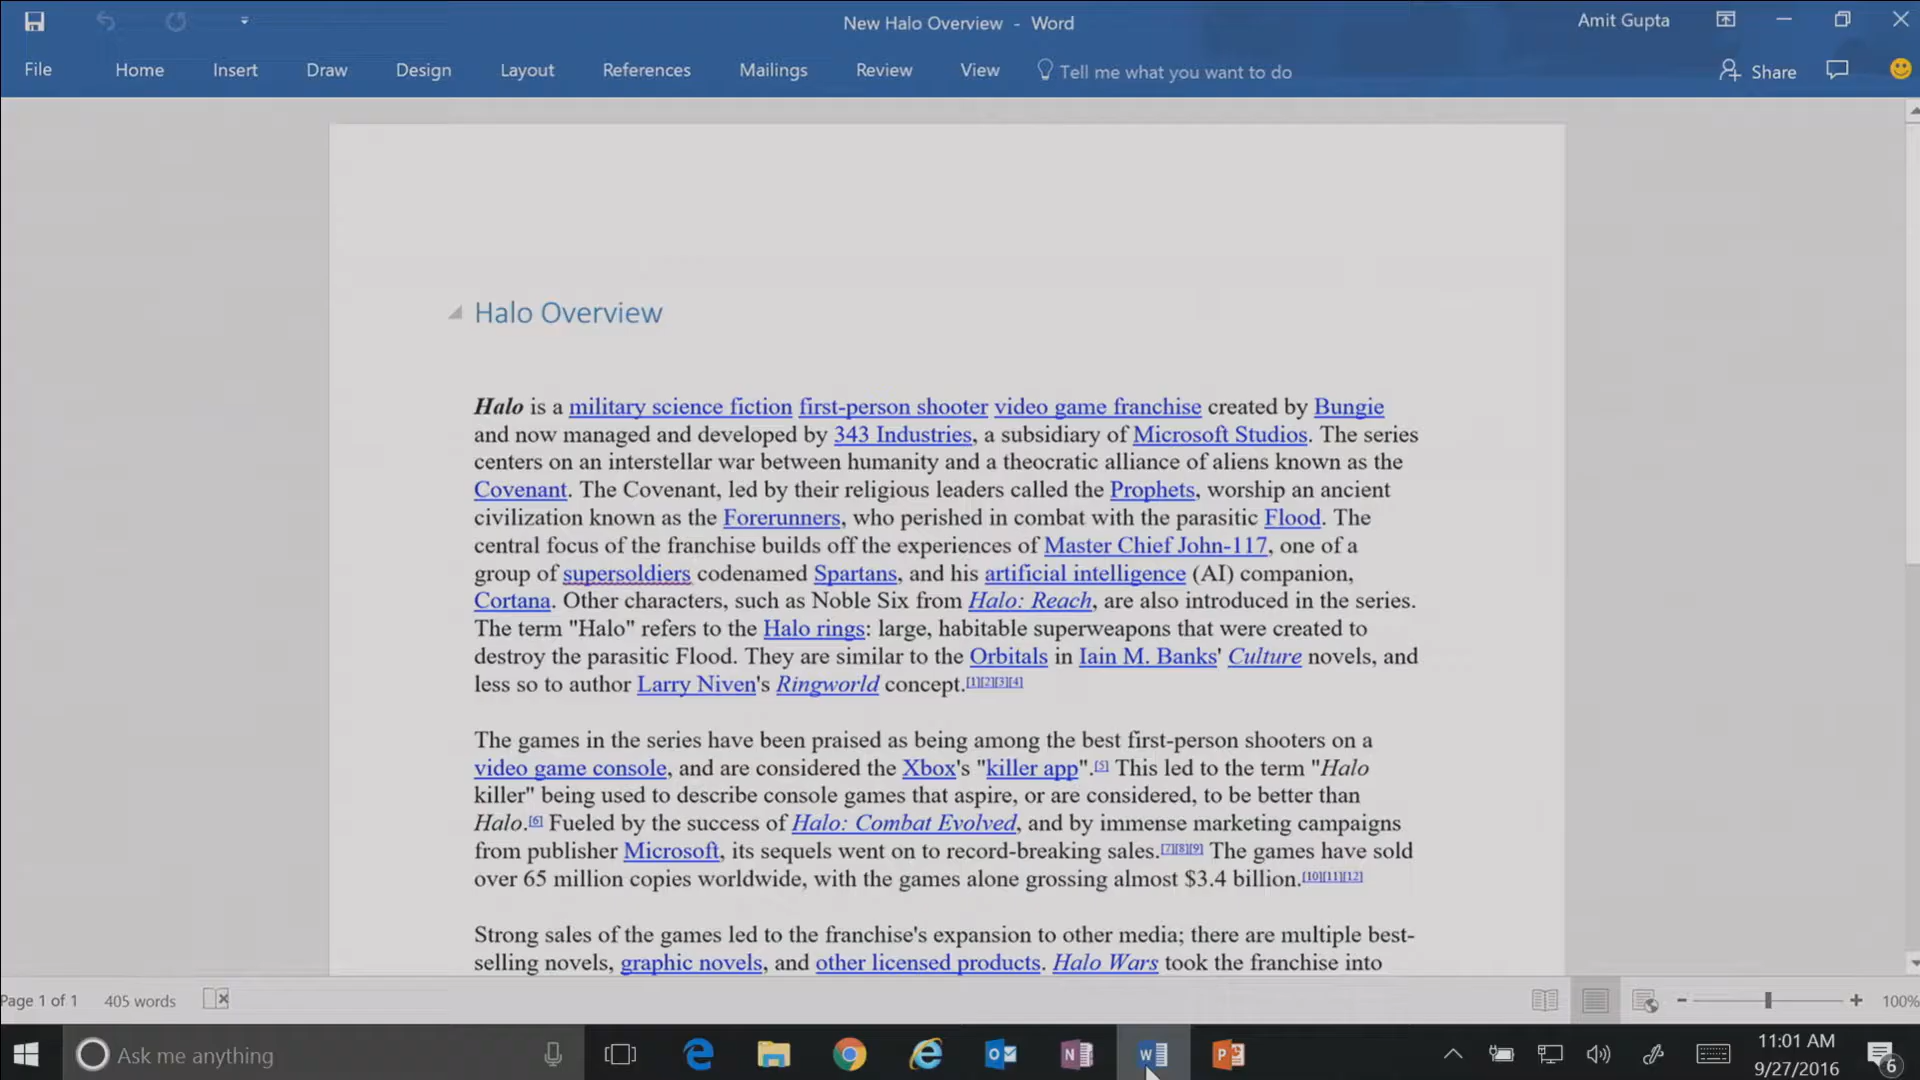 New Halo Overview - Word
Amit Gupta
File Home Insert Draw Design Layout References Mailings Review View Tell me what you want to do Share
Halo Overview
Halo is a military science fiction first-person shooter video game franchise created by Bungie
and now managed and developed by 343 Industries, a subsidiary of Microsoft Studios. The series
centers on an interstellar war between humanity and a theocratic alliance of aliens known as the
Covenant. The Covenant, led by their religious leaders called the Prophets, worship an ancient
civilization known as the Forerunners, who perished in combat with the parasitic Flood. The
central focus of the franchise builds off the experiences of Master Chief John-117, one of a
group of supersoldiers codenamed Spartans, and his artificial intelligence (AI) companion,
Cortana. Other characters, such as Noble Six from Halo: Reach, are also introduced in the series.
The term "Halo" refers to the Halo rings: large, habitable superweapons that were created to
destroy the parasitic Flood. They are similar to the Orbitals in Iain M. Banks' Culture novels, and
less so to author Larry Niven's Ringworld concept.[1][2][3][4]
The games in the series have been praised as being among the best first-person shooters on a
video game console, and are considered the Xbox's "killer app".[5] This led to the term "Halo
killer" being used to describe console games that aspire, or are considered, to be better than
Halo.[6] Fueled by the success of Halo: Combat Evolved, and by immense marketing campaigns
from publisher Microsoft, its sequels went on to record-breaking sales.[7][8][9] The games have sold
over 65 million copies worldwide, with the games alone grossing almost $3.4 billion.[10][11][12]
Strong sales of the games led to the franchise's expansion to other media; there are multiple best-
selling novels, graphic novels, and other licensed products. Halo Wars took the franchise into
Page 1 of 1 405 words
100%
Ask me anything
11:01 AM
9/27/2016
6